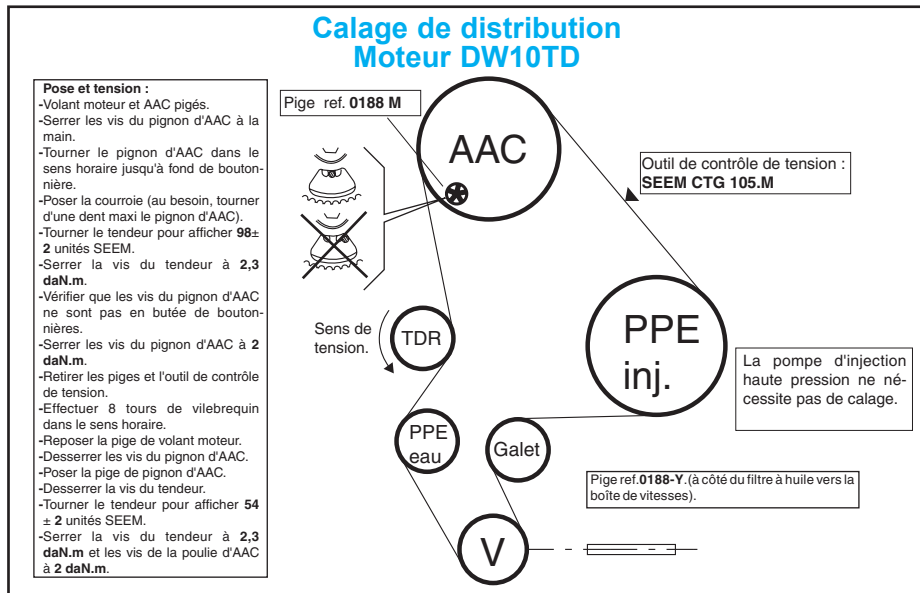 Calage de distribution
Moteur DW10TD
Pose et tension :
-Volant moteur et AAC pigés.
-Serrer les vis du pignon d'AAC à la
main.
-Tourner le pignon d'AAC dans le
sens horaire jusqu'à fond de bouton-
nière.
-Poser la courroie (au besoin, tourner
d'une dent maxi le pignon d'AAC).
-Tourner le tendeur pour afficher 98±
2 unités SEEM.
-Serrer la vis du tendeur à 2,3
daN.m.
-Vérifier que les vis du pignon d'AAC
ne sont pas en butée de bouton-
nières.
-Serrer les vis du pignon d'AAC à 2
daN.m.
-Retirer les piges et l'outil de contrôle
de tension.
-Effectuer 8 tours de vilebrequin
dans le sens horaire.
-Reposer la pige de volant moteur.
-Desserrer les vis du pignon d'AAC.
-Poser la pige de pignon d'AAC.
-Desserrer la vis du tendeur.
-Tourner le tendeur pour afficher 54
± 2 unités SEEM.
-Serrer la vis du tendeur à 2,3
daN.m et les vis de la poulie d'AAC
à 2 daN.m.
Pige ref. 0188 M
AAC
Outil de contrôle de tension :
SEEM CTG 105.M
Sens de
tension.
TDR
PPE
inj.
La pompe d'injection
haute pression ne né-
cessite pas de calage.
PPE
eau
Galet
Pige ref.0188-Y.(à côté du filtre à huile vers la
boîte de vitesses).
V